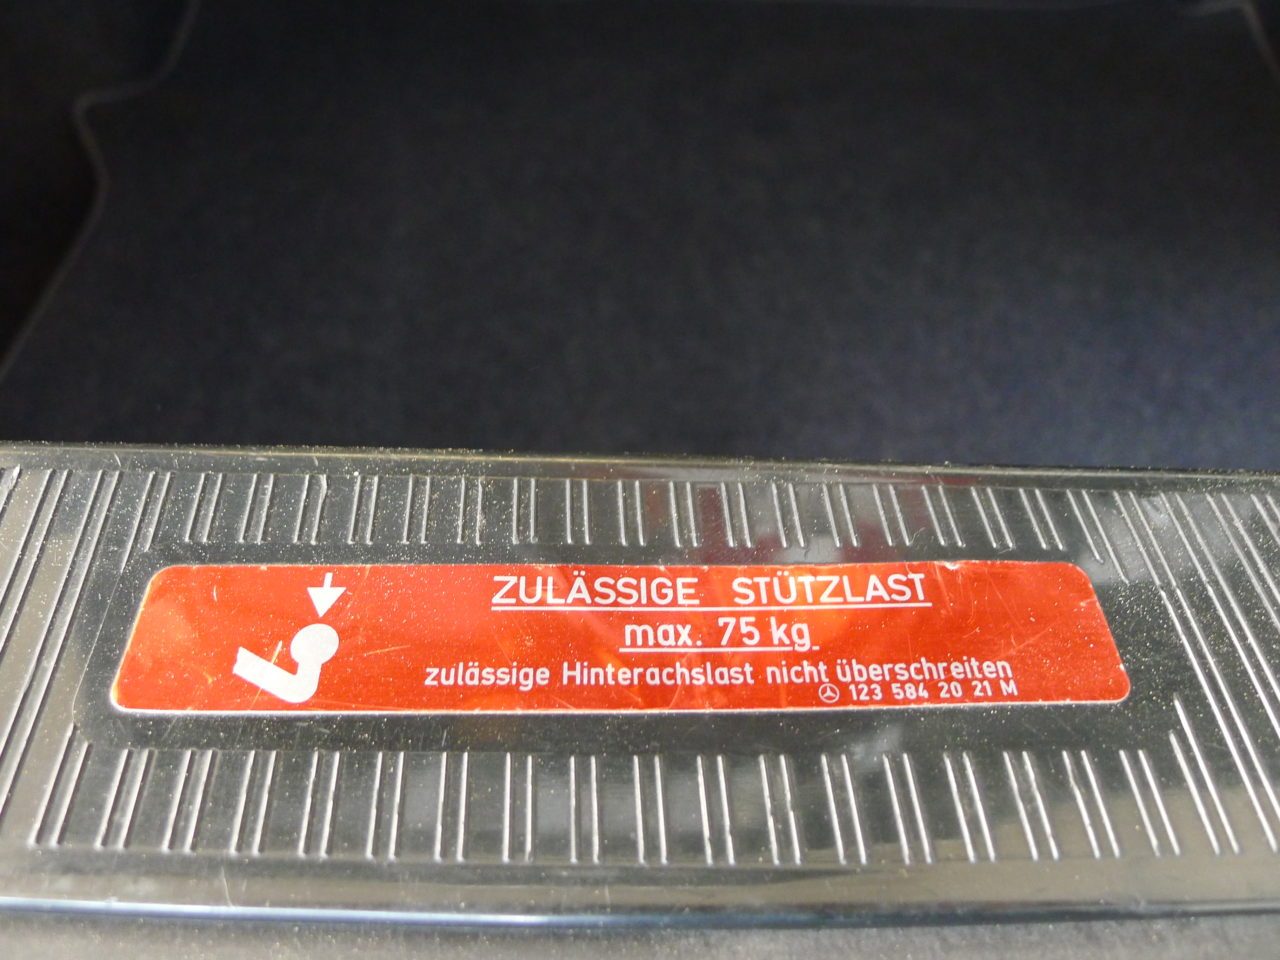 ZULÄSSIGE STÜTZLAST
max. 75 kg
zulässige Hinterachslast nicht überschreiten
123 584 20 21 M